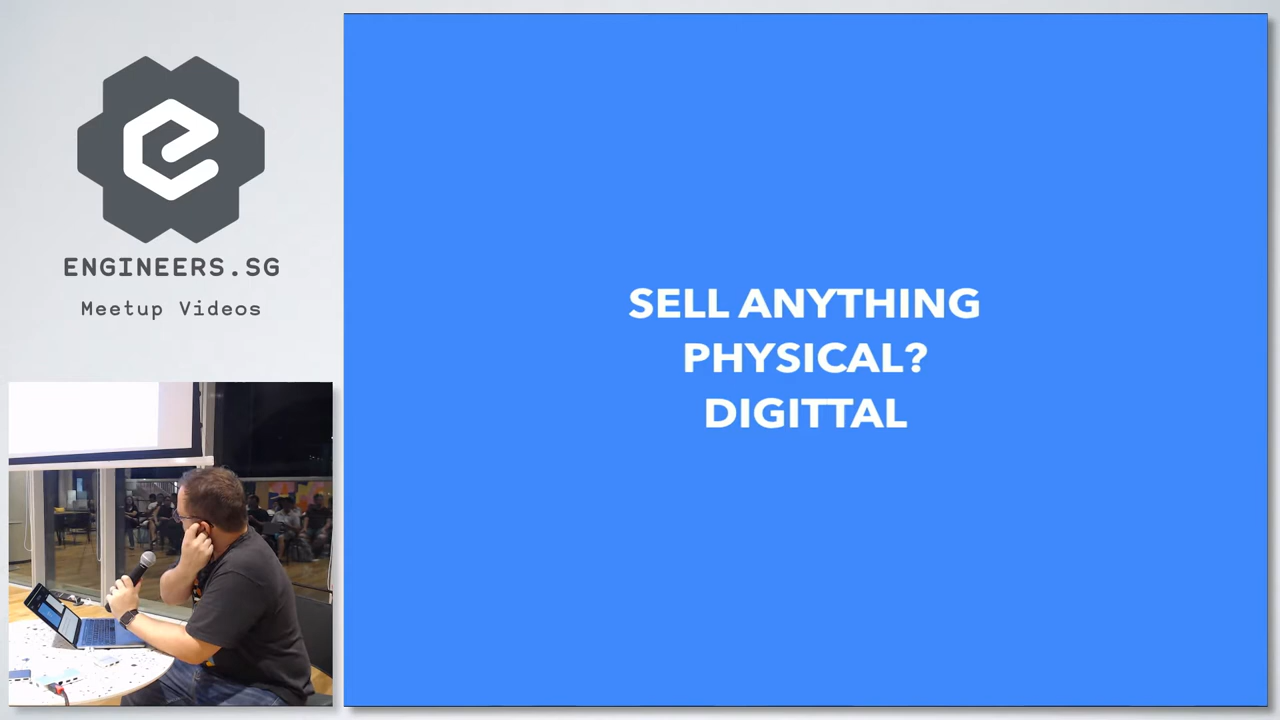 ENGINEERS.SG
Meetup Videos
SELL ANYTHING
PHYSICAL?
DIGITTAL